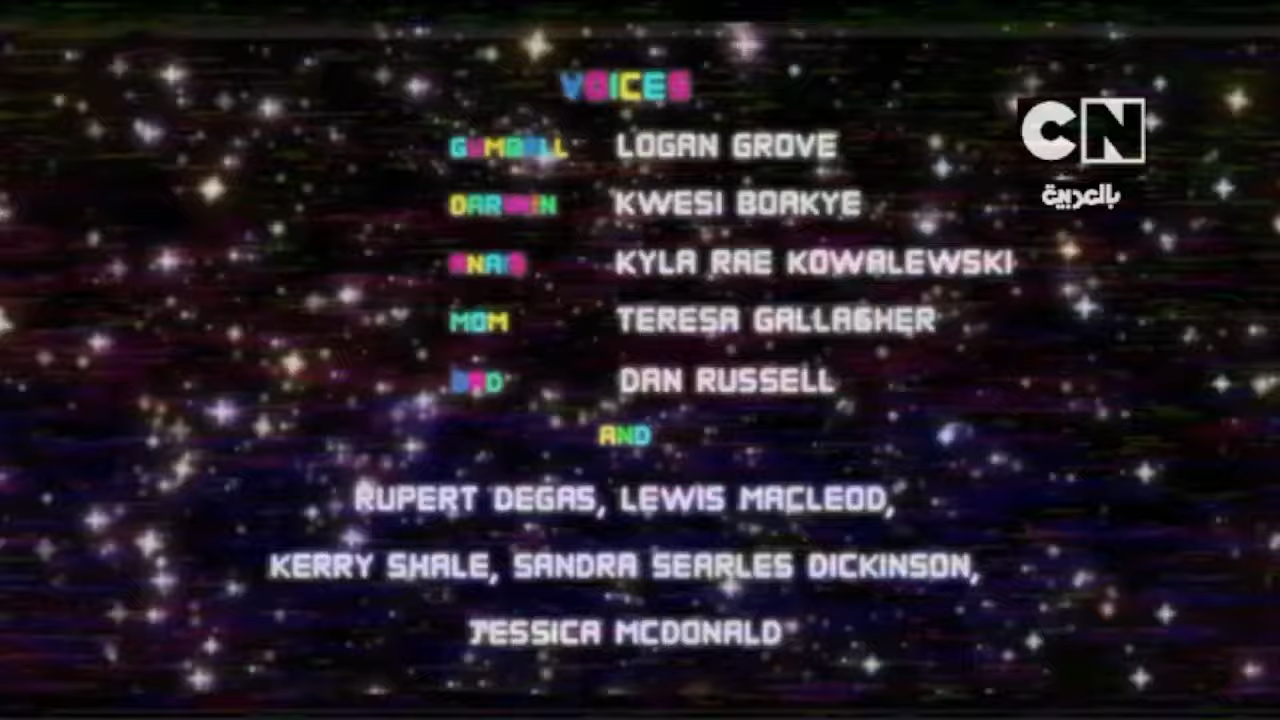 VOICES
GUMBALL LOGAN GROVE
DARWIN KWESI BOAKYE
ANAIS KYLA RAE KOWALEWSKI
MOM TERESA GALLAGHER
DAD DAN RUSSELL
AND
RUPERT DEGAS, LEWIS MACLEOD,
KERRY SHALE, SANDRA SEARLES DICKINSON,
JESSICA MCDONALD
CN
بالعربية